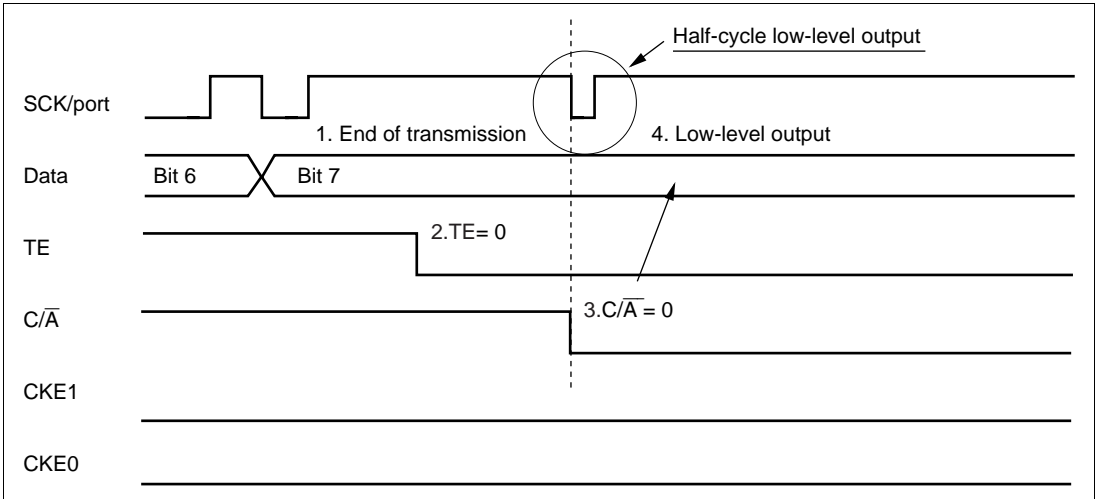 Half-cycle low-level output
SCK/port
1. End of transmission
4. Low-level output
Data
Bit 6
Bit 7
TE
2.TE= 0
C/A̅
3.C/A̅ = 0
CKE1
CKE0